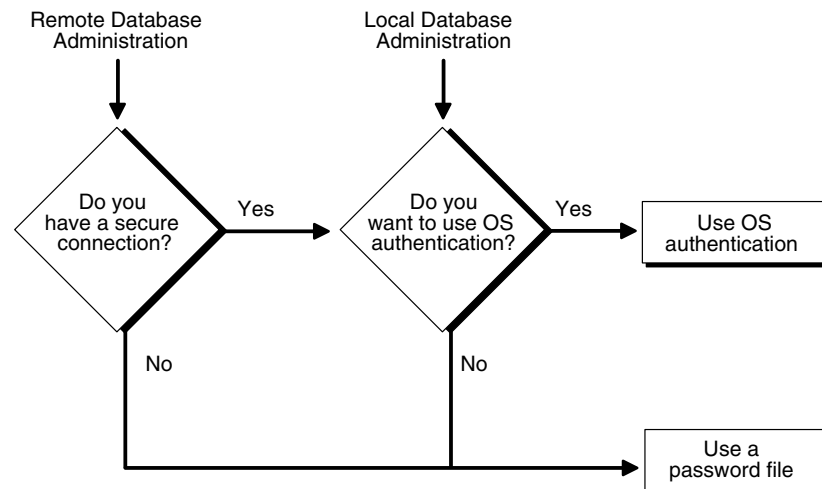 Remote Database
Administration
Local Database
Administration
Do you
have a secure
connection?
Yes
Do you
want to use OS
authentication?
Yes
Use OS
authentication
No
No
Use a
password file